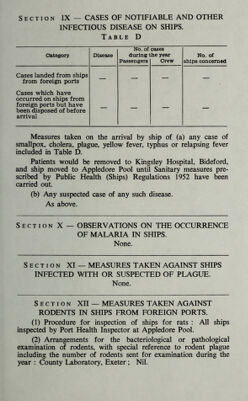 SECTION IX — CASES OF NOTIFIABLE AND OTHER
INFECTIOUS DISEASE ON SHIPS.
TABLE D
Category
Disease
No. of cases
during the year
Passengers
Crew
No. of
ships concerned
Cases landed from ships
from foreign ports
— — — —
Cases which have
occurred on ships from
foreign ports but have
been disposed of before
arrival
— — — —
Measures taken on the arrival by ship of (a) any case of
smallpox, cholera, plague, yellow fever, typhus or relapsing fever
included in Table D.
Patients would be removed to Kingsley Hospital, Bideford,
and ship moved to Appledore Pool until Sanitary measures pre-
scribed by Public Health (Ships) Regulations 1952 have been
carried out.
(b) Any suspected case of any such disease.
As above.
SECTION X — OBSERVATIONS ON THE OCCURRENCE
OF MALARIA IN SHIPS.
None.
SECTION XI — MEASURES TAKEN AGAINST SHIPS
INFECTED WITH OR SUSPECTED OF PLAGUE.
None.
SECTION XII — MEASURES TAKEN AGAINST
RODENTS IN SHIPS FROM FOREIGN PORTS.
(1) Procedure for inspection of ships for rats : All ships
inspected by Port Health Inspector at Appledore Pool.
(2) Arrangements for the bacteriological or pathological
examination of rodents, with special reference to rodent plague
including the number of rodents sent for examination during the
year : County Laboratory, Exeter ; Nil.